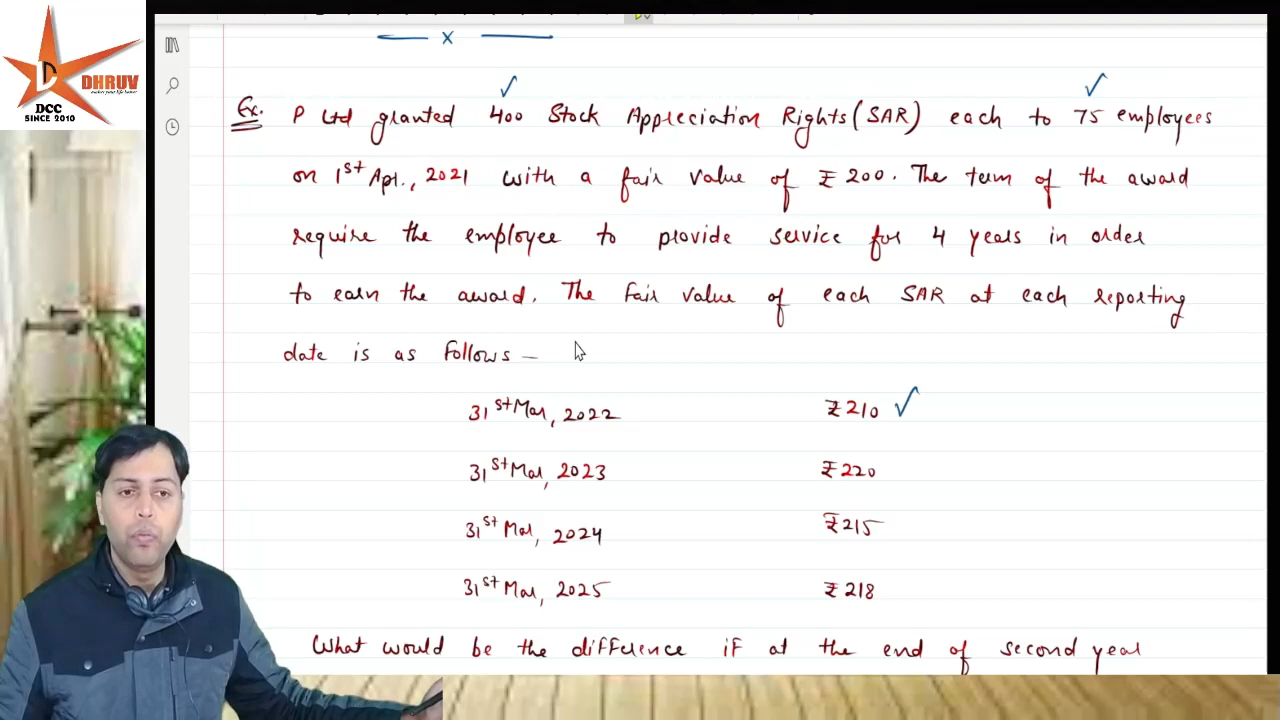 DHRUV
DCC
SINCE 2010
Ex. P Ltd granted 400 Stock Appreciation Rights (SAR) each to 75 employees
on 1st Apr., 2021 with a fair value of ₹ 200. The term of the award
require the employee to provide service for 4 years in order
to earn the award. The fair value of each SAR at each reporting
date is as follows —
31st Mar, 2022 ₹210
31st Mar, 2023 ₹220
31st Mar, 2024 ₹215
31st Mar, 2025 ₹218
What would be the difference if at the end of second year